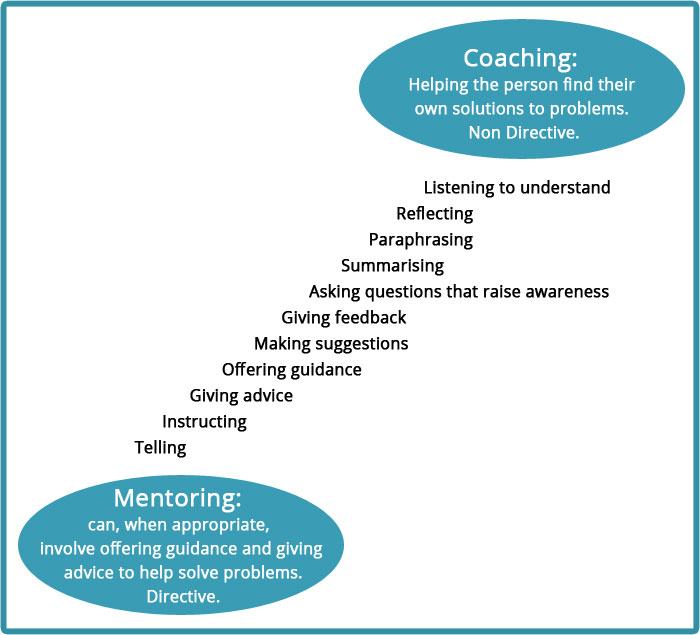 Coaching:
Helping the person find their
own solutions to problems.
Non Directive.
Listening to understand
Reflecting
Paraphrasing
Summarising
Asking questions that raise awareness
Giving feedback
Making suggestions
Offering guidance
Giving advice
Instructing
Telling
Mentoring:
can, when appropriate,
involve offering guidance and giving
advice to help solve problems.
Directive.